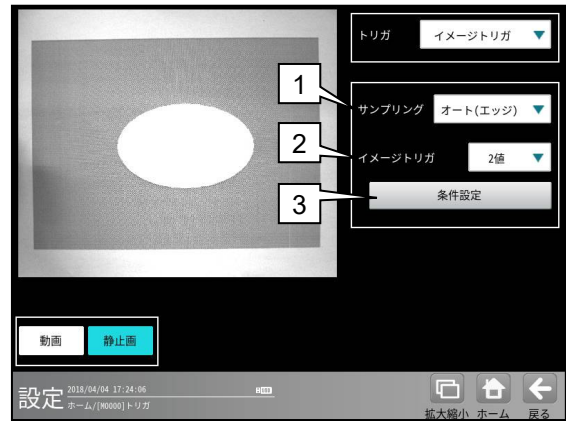 トリガ イメージトリガ
1
サンプリング オート(エッジ)
2
イメージトリガ 2値
3
条件設定
動画 静止画
設定 2018/04/04 17:24:06
ホーム/[M0000]トリガ
拡大縮小 ホーム 戻る